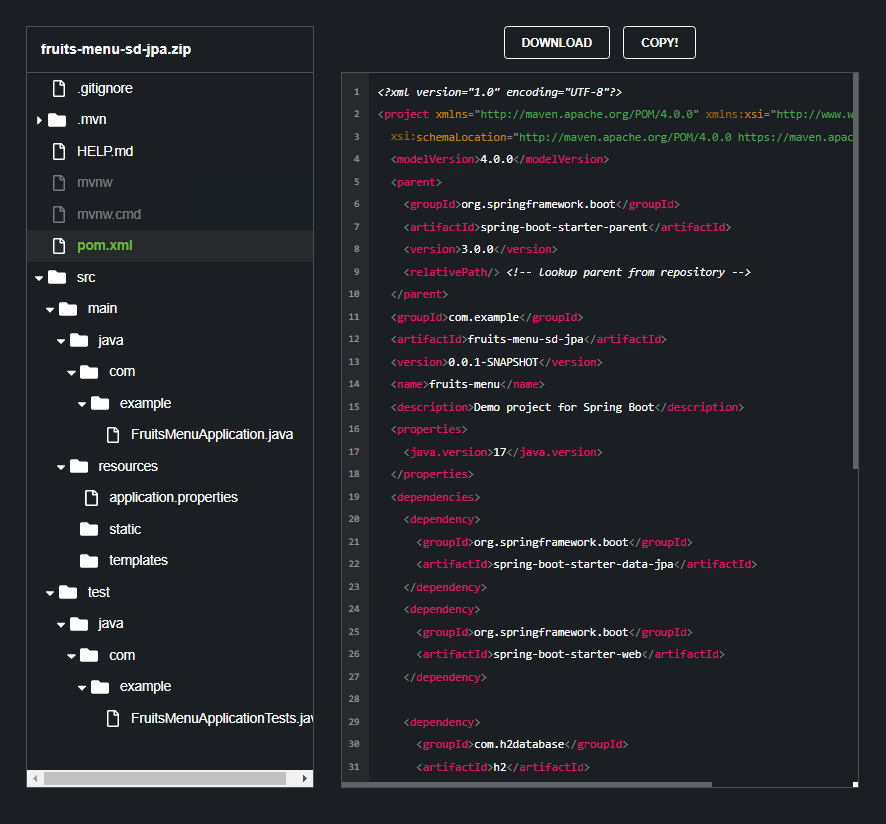 fruits-menu-sd-jpa.zip
.gitignore
.mvn
HELP.md
mvnw
mvnw.cmd
pom.xml
src
main
java
com
example
FruitsMenuApplication.java
resources
application.properties
static
templates
test
java
com
example
FruitsMenuApplicationTests.jav
DOWNLOAD COPY!
1 <?xml version="1.0" encoding="UTF-8"?>
2 <project xmlns="http://maven.apache.org/POM/4.0.0" xmlns:xsi="http://www.w
3 xsi:schemaLocation="http://maven.apache.org/POM/4.0.0 https://maven.apac
4 <modelVersion>4.0.0</modelVersion>
5 <parent>
6 <groupId>org.springframework.boot</groupId>
7 <artifactId>spring-boot-starter-parent</artifactId>
8 <version>3.0.0</version>
9 <relativePath/> <!-- lookup parent from repository -->
10 </parent>
11 <groupId>com.example</groupId>
12 <artifactId>fruits-menu-sd-jpa</artifactId>
13 <version>0.0.1-SNAPSHOT</version>
14 <name>fruits-menu</name>
15 <description>Demo project for Spring Boot</description>
16 <properties>
17 <java.version>17</java.version>
18 </properties>
19 <dependencies>
20 <dependency>
21 <groupId>org.springframework.boot</groupId>
22 <artifactId>spring-boot-starter-data-jpa</artifactId>
23 </dependency>
24 <dependency>
25 <groupId>org.springframework.boot</groupId>
26 <artifactId>spring-boot-starter-web</artifactId>
27 </dependency>
28
29 <dependency>
30 <groupId>com.h2database</groupId>
31 <artifactId>h2</artifactId>